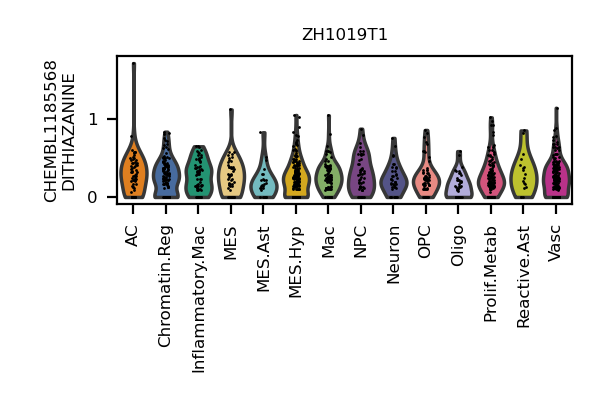 ZH1019T1
CHEMBL1185568
DITHIAZANINE
1
0
AC
Chromatin.Reg
Inflammatory.Mac
MES
MES.Ast
MES.Hyp
Mac
NPC
Neuron
OPC
Oligo
Prolif.Metab
Reactive.Ast
Vasc